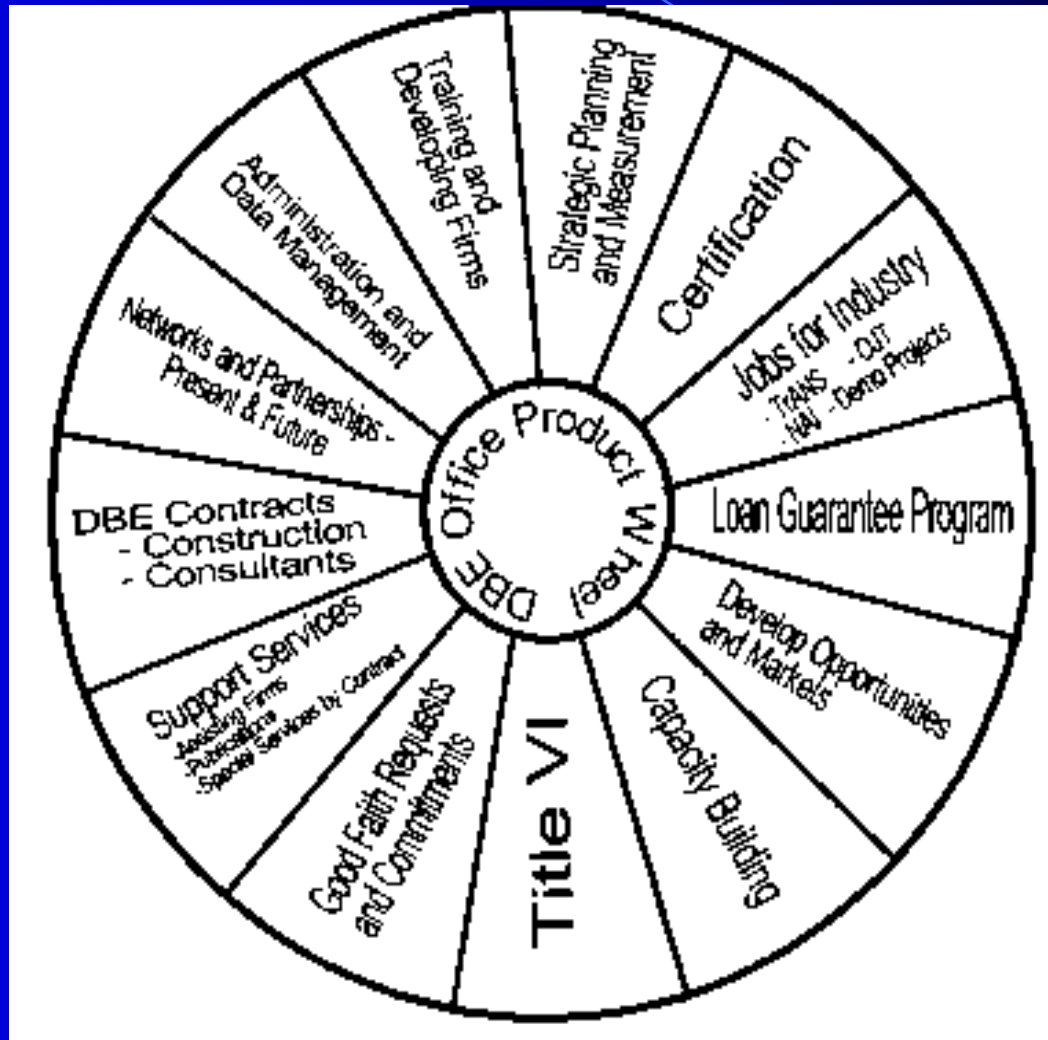 DBE Office Product Wheel
Strategic Planning
and Measurement
Certification
Jobs for Industry
- TrANS - OJT
- NAI - Demo Projects
Loan Guarantee Program
Develop Opportunities
and Markets
Capacity Building
Title VI
Good Faith Requests
and Commitments
Support Services
-Assisting Firms
-Publications
-Special Services by Contract
DBE Contracts
- Construction
- Consultants
Networks and Partnerships -
Present & Future
Administration and
Data Management
Training and
Developing Firms